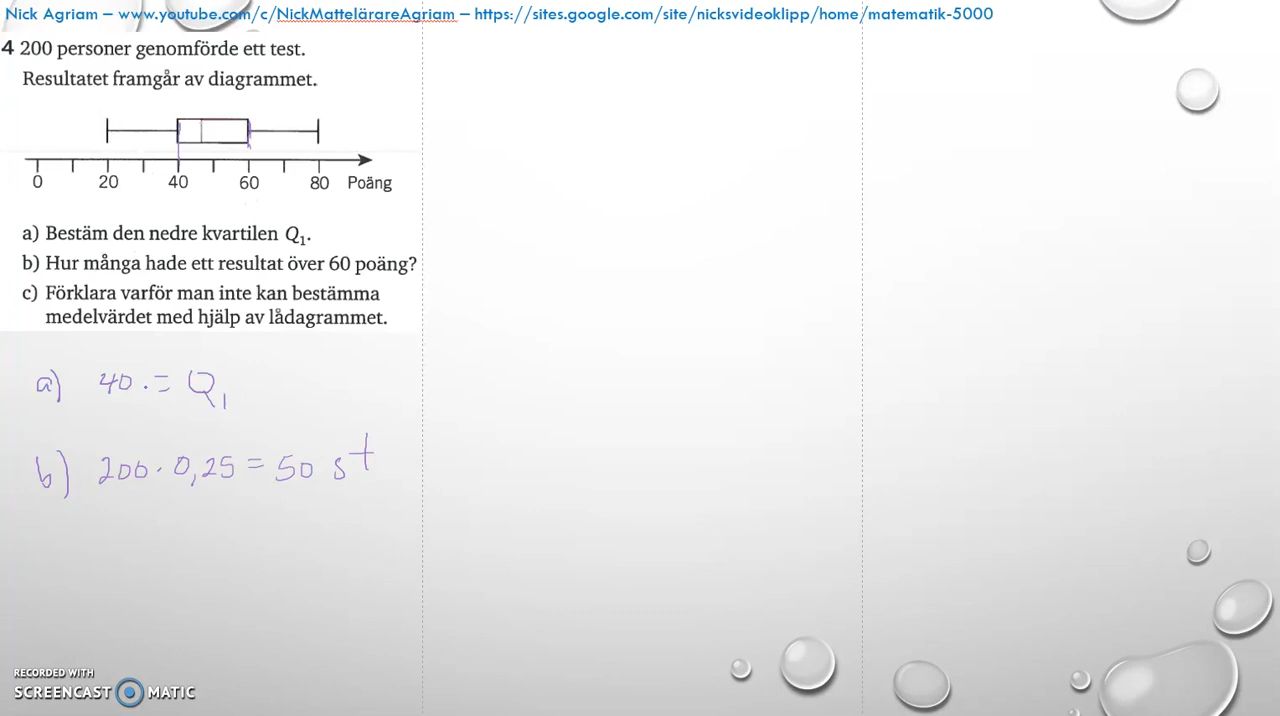 Nick Agriam – www.youtube.com/c/NickMattelärareAgriam – https://sites.google.com/site/nicksvideoklipp/home/matematik-5000
4 200 personer genomförde ett test.
Resultatet framgår av diagrammet.
0 20 40 60 80 Poäng
a) Bestäm den nedre kvartilen Q₁.
b) Hur många hade ett resultat över 60 poäng?
c) Förklara varför man inte kan bestämma
medelvärdet med hjälp av lådagrammet.
a) 40 . = Q₁
b) 200 · 0,25 = 50 st
RECORDED WITH
SCREENCAST MATIC